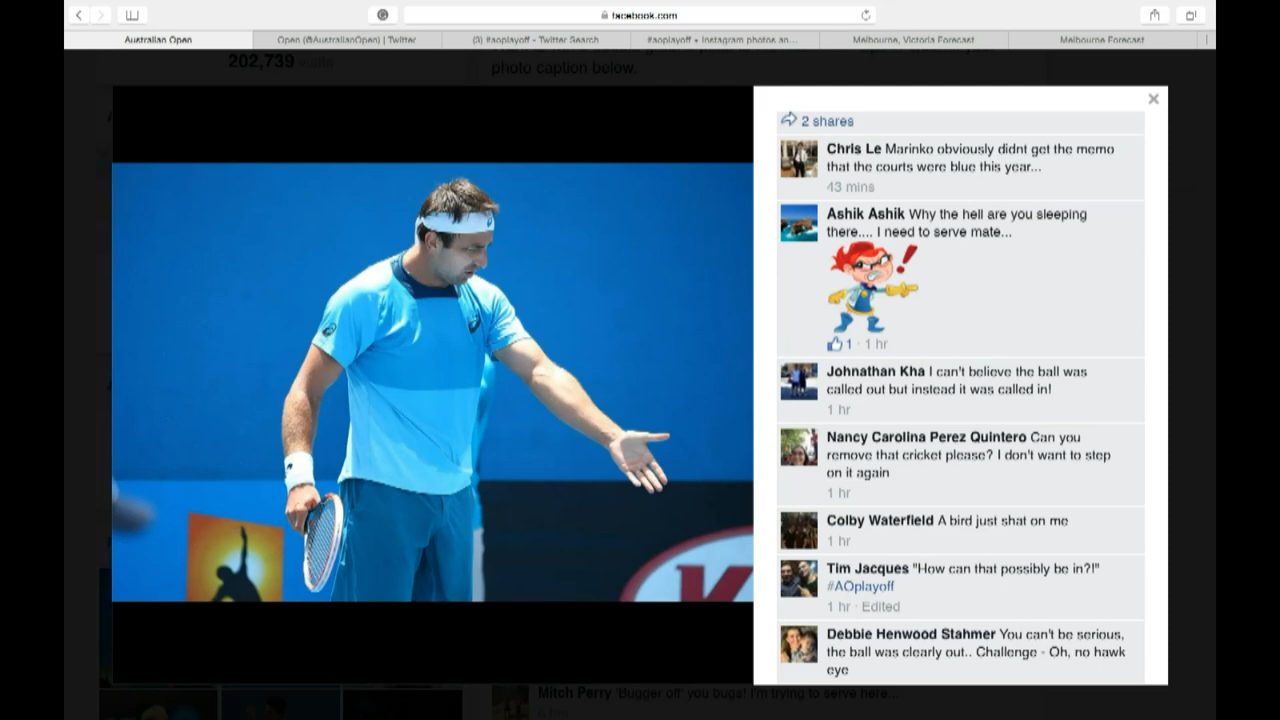 facebook.com
Australian Open
Open (@AustralianOpen) | Twitter
(3) #aoplayoff - Twitter Search
#aoplayoff • Instagram photos an...
Melbourne, Victoria Forecast
Melbourne Forecast
202,739 visits
photo caption below.
2 shares
Chris Le Marinko obviously didnt get the memo
that the courts were blue this year...
43 mins
Ashik Ashik Why the hell are you sleeping
there.... I need to serve mate...
1 · 1 hr
Johnathan Kha I can't believe the ball was
called out but instead it was called in!
1 hr
Nancy Carolina Perez Quintero Can you
remove that cricket please? I don't want to step
on it again
1 hr
Colby Waterfield A bird just shat on me
1 hr
Tim Jacques "How can that possibly be in?!"
#AOplayoff
1 hr · Edited
Debbie Henwood Stahmer You can't be serious,
the ball was clearly out.. Challenge - Oh, no hawk
eye
Mitch Perry 'Bugger off' you bugs! I'm trying to serve here...